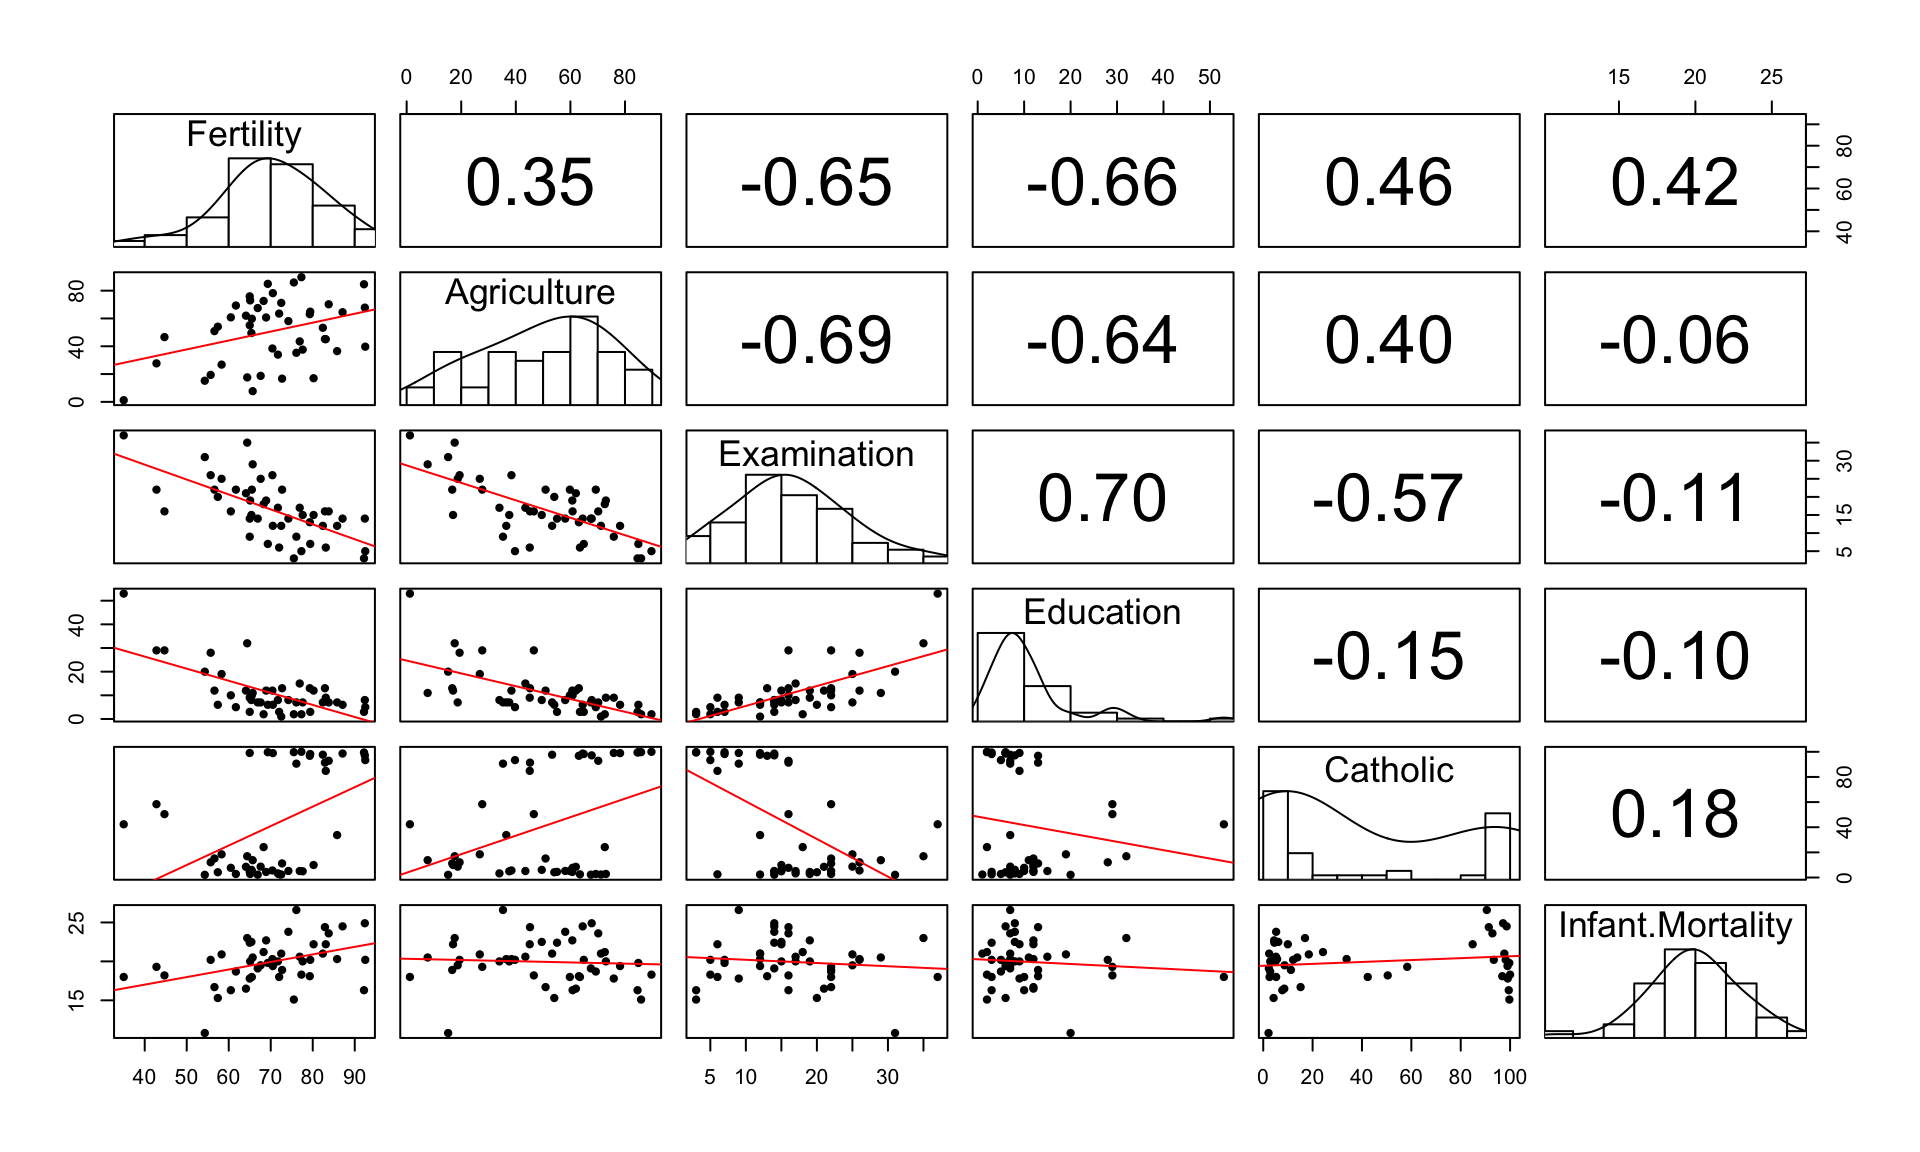 0 20 40 60 80
0 10 20 30 40 50
15 20 25
Fertility
0.35
-0.65
-0.66
0.46
0.42
40 60 80
0 40 80
Agriculture
-0.69
-0.64
0.40
-0.06
Examination
0.70
-0.57
-0.11
5 15 30
0 20 40
Education
-0.15
-0.10
Catholic
0.18
0 40 80
15 25
Infant.Mortality
40 50 60 70 80 90
5 10 20 30
0 20 40 60 80 100